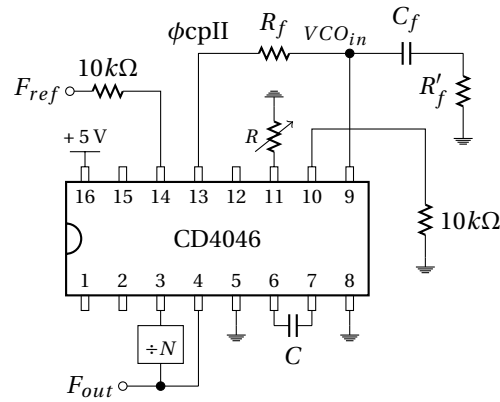 ϕcpII
R_f
VCO_in
C_f
R'_f
10kΩ
F_ref
+5V
R
16 15 14 13 12 11 10 9
10kΩ
CD4046
1 2 3 4 5 6 7 8
÷N
C
F_out